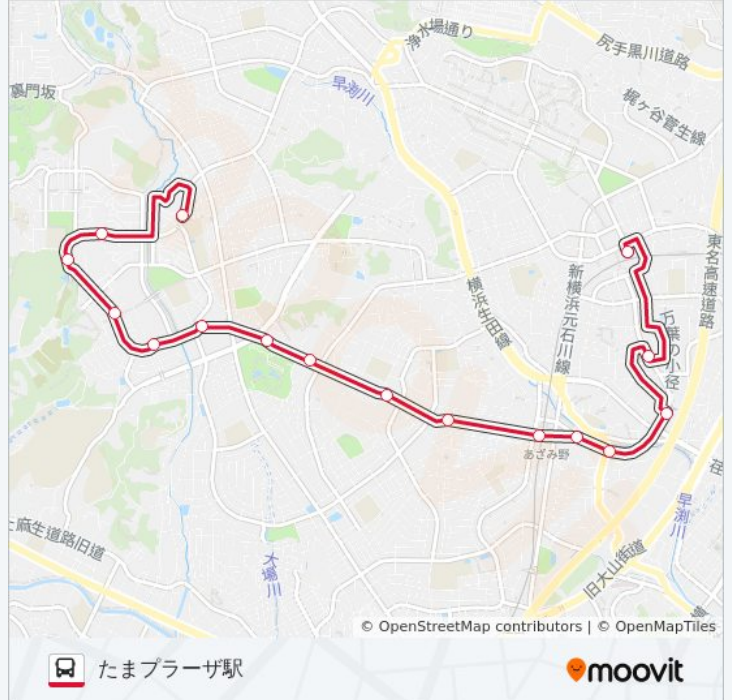 浄水場通り
尻手黒川道路
早渕川
裏門坂
梶ヶ谷菅生線
東名高速道路
新横浜元石川線
横浜生田線
万葉の小径
あざみ野
荏
早渕川
麻生道路旧道
大場川
旧大山街道
横
© OpenStreetMap contributors | © OpenMapTiles
たまプラーザ駅
moovit